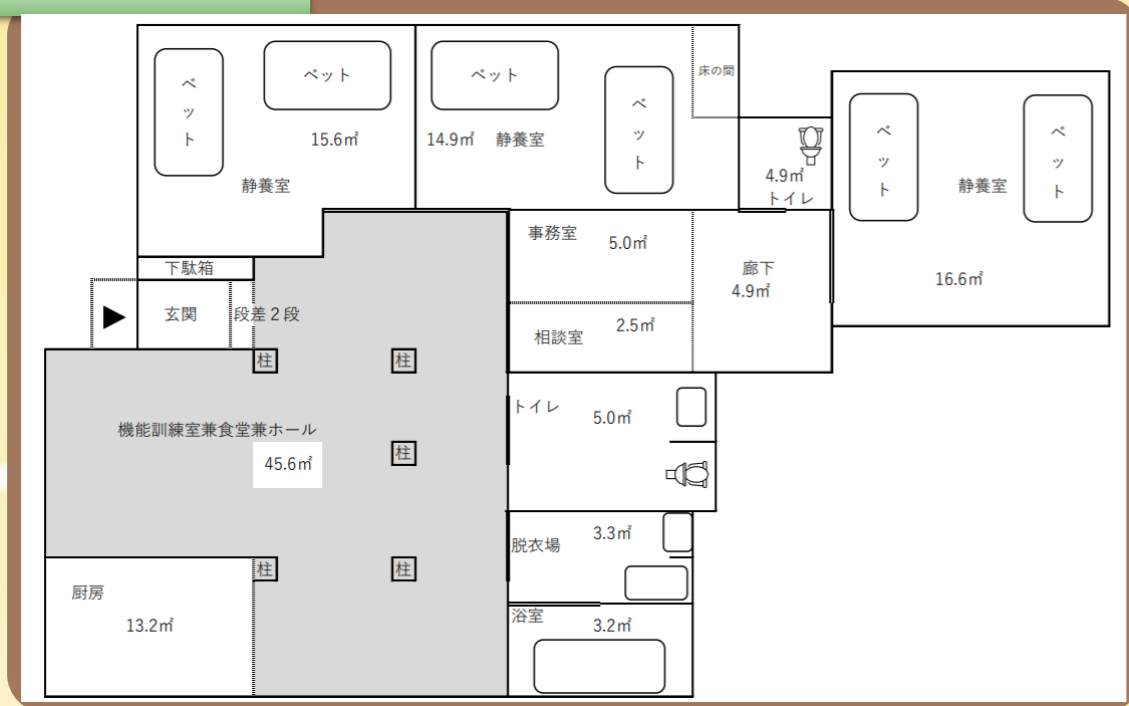 ベット
ベット
15.6㎡
静養室
ベット
14.9㎡ 静養室
ベット
床の間
4.9㎡
トイレ
ベット
ベット
静養室
16.6㎡
下駄箱
玄関
段差２段
事務室
5.0㎡
相談室
2.5㎡
廊下
4.9㎡
柱
柱
機能訓練室兼食堂兼ホール
45.6㎡
柱
トイレ
5.0㎡
脱衣場
3.3㎡
柱
柱
厨房
13.2㎡
浴室
3.2㎡